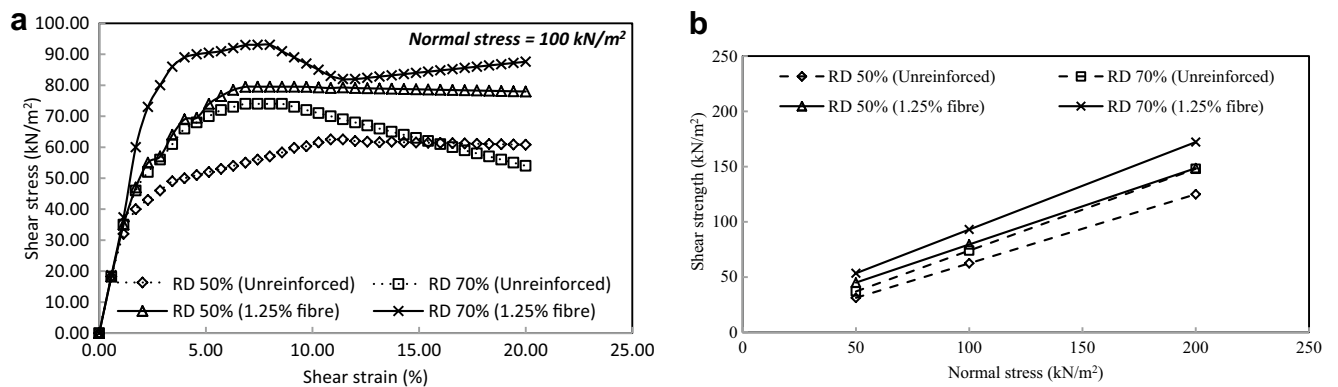 a
Normal stress = 100 kN/m²
100.00
90.00
80.00
70.00
60.00
50.00
40.00
30.00
20.00
10.00
0.00
Shear stress (kN/m²)
RD 50% (Unreinforced)
RD 70% (Unreinforced)
RD 50% (1.25% fibre)
RD 70% (1.25% fibre)
0.00 5.00 10.00 15.00 20.00 25.00
Shear strain (%)
b
250
200
150
100
50
0
Shear strength (kN/m²)
RD 50% (Unreinforced)
RD 70% (Unreinforced)
RD 50% (1.25% fibre)
RD 70% (1.25% fibre)
0 50 100 150 200 250
Normal stress (kN/m²)